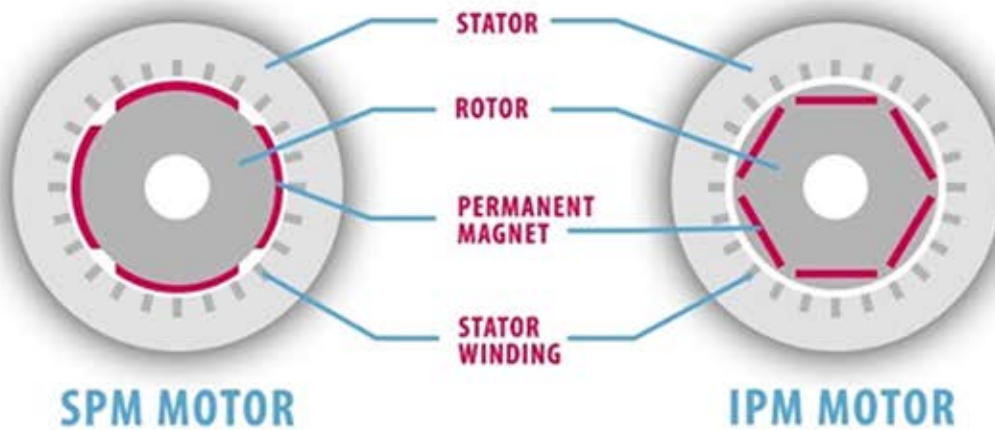 STATOR
ROTOR
PERMANENT
MAGNET
STATOR
WINDING
SPM MOTOR
IPM MOTOR